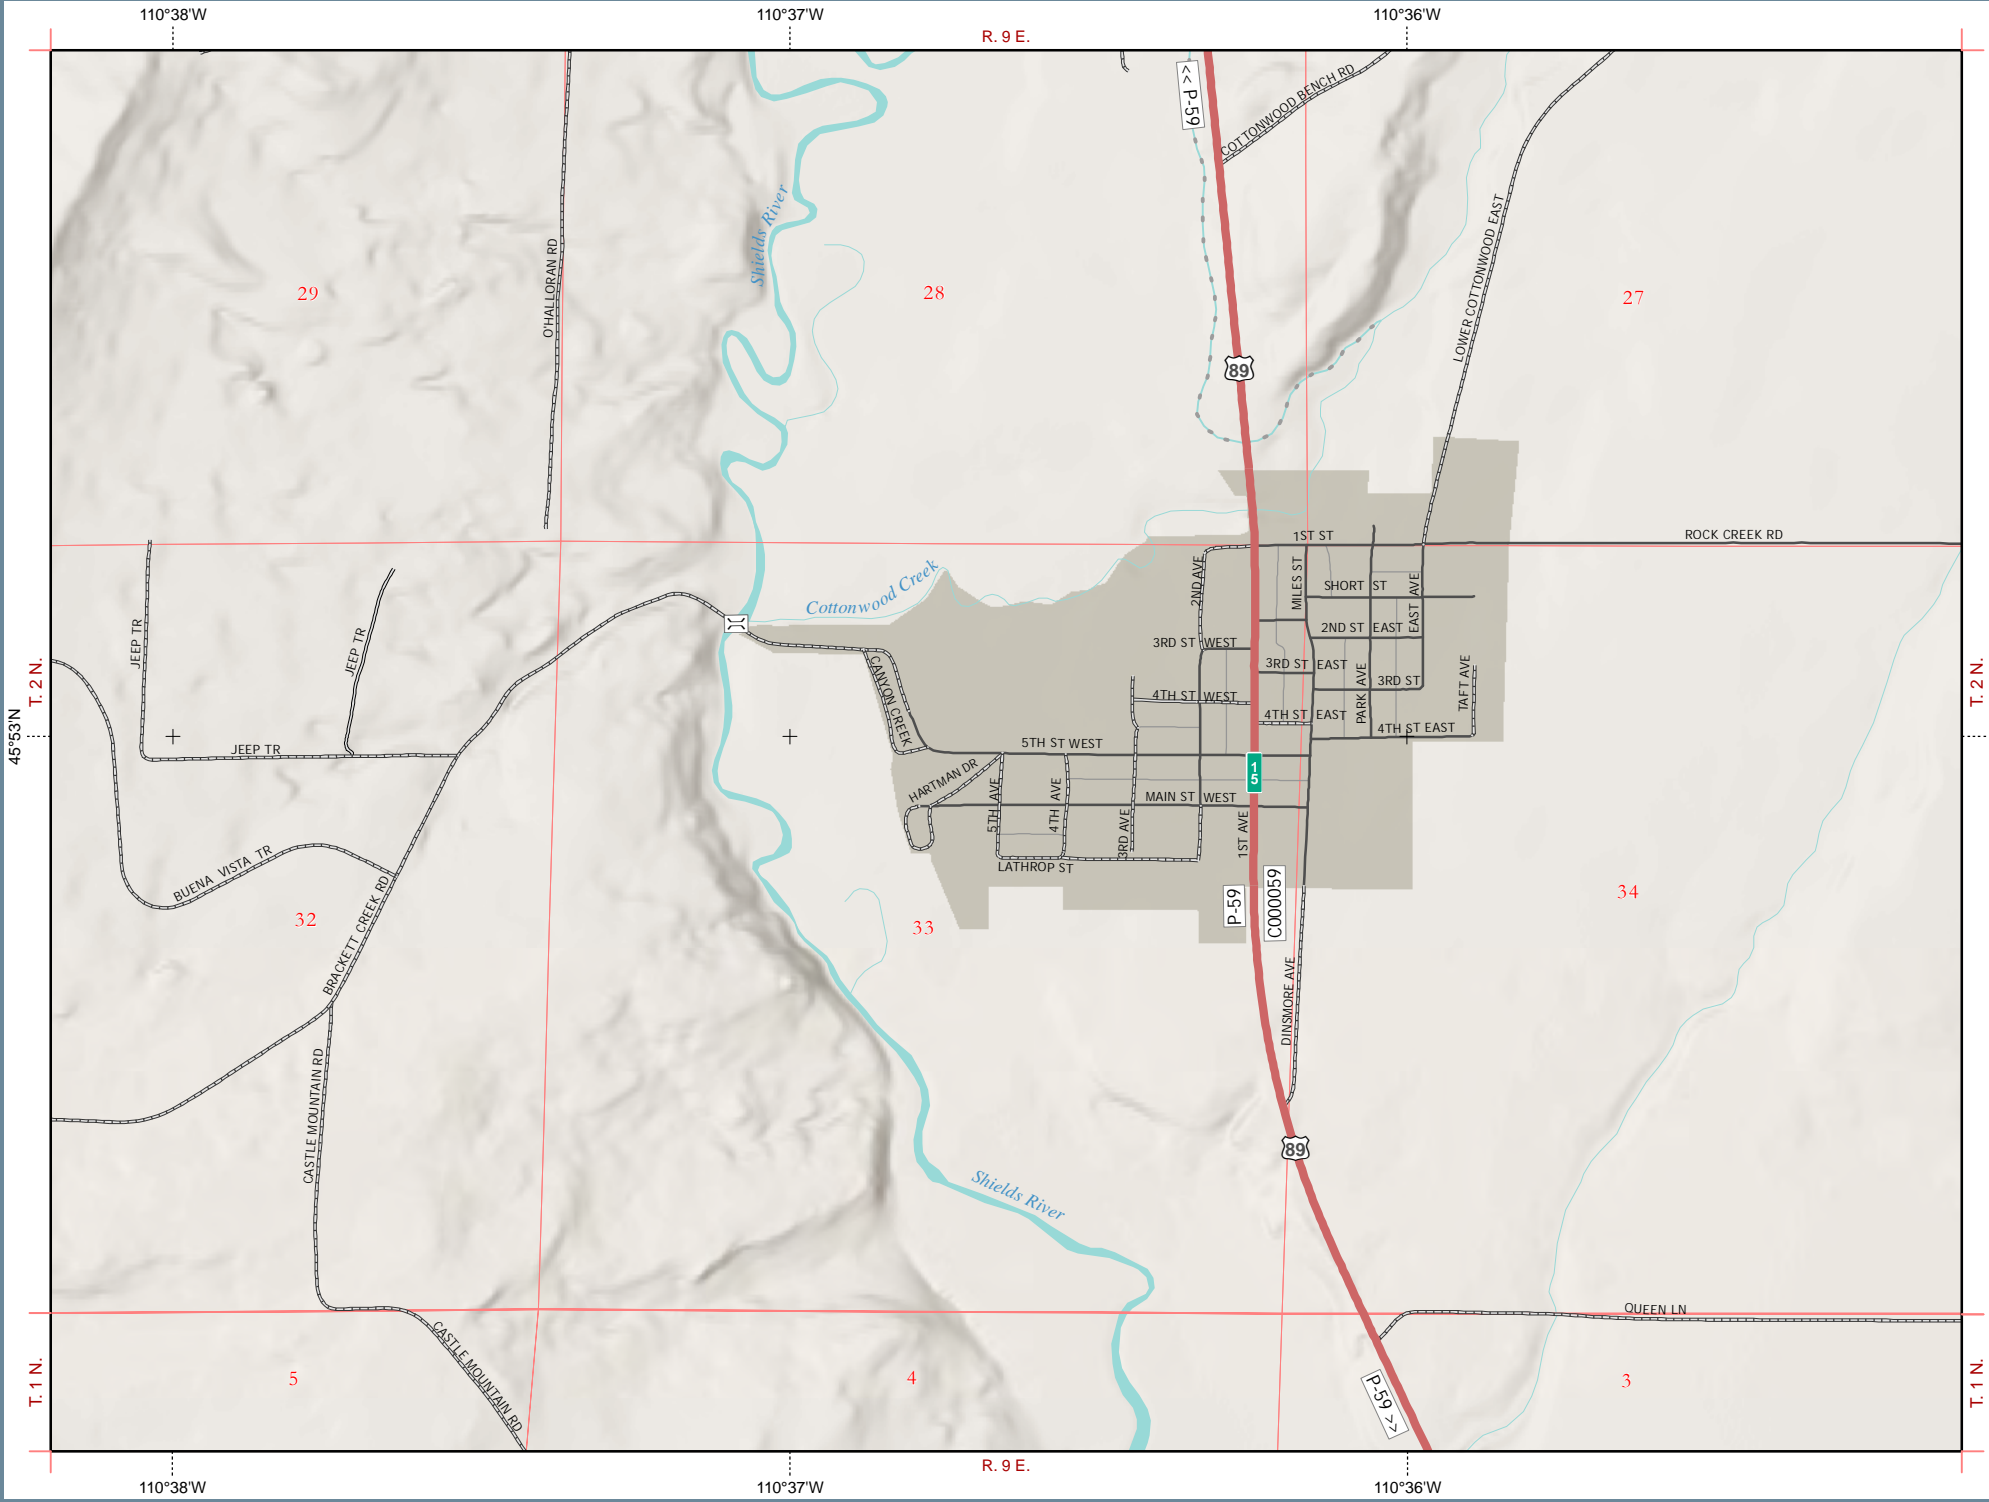 110°38'W
110°37'W
110°36'W
R. 9 E.
<< P-59
COTTONWOOD BENCH RD
Shields River
LOWER COTTONWOOD EAST
O'HALLORAN RD
29
28
27
89
1ST ST
ROCK CREEK RD
2ND AVE
MILES ST
SHORT ST
EAST AVE
Cottonwood Creek
JEEP TR
JEEP TR
2ND ST EAST
3RD ST WEST
3RD ST EAST
CANYON CREEK
PARK AVE
3RD ST
TAFT AVE
T. 2 N.
T. 2 N.
4TH ST WEST
4TH ST EAST
4TH ST EAST
45°53'N
JEEP TR
5TH ST WEST
HARTMAN DR
15
MAIN ST WEST
5TH AVE
4TH AVE
3RD AVE
1ST AVE
LATHROP ST
BUENA VISTA TR
BRACKETT CREEK RD
P-59
C000059
32
33
34
DINSMORE AVE
CASTLE MOUNTAIN RD
89
Shields River
QUEEN LN
CASTLE MOUNTAIN RD
5
4
3
T. 1 N.
T. 1 N.
P-59 >>
R. 9 E.
110°38'W
110°37'W
110°36'W